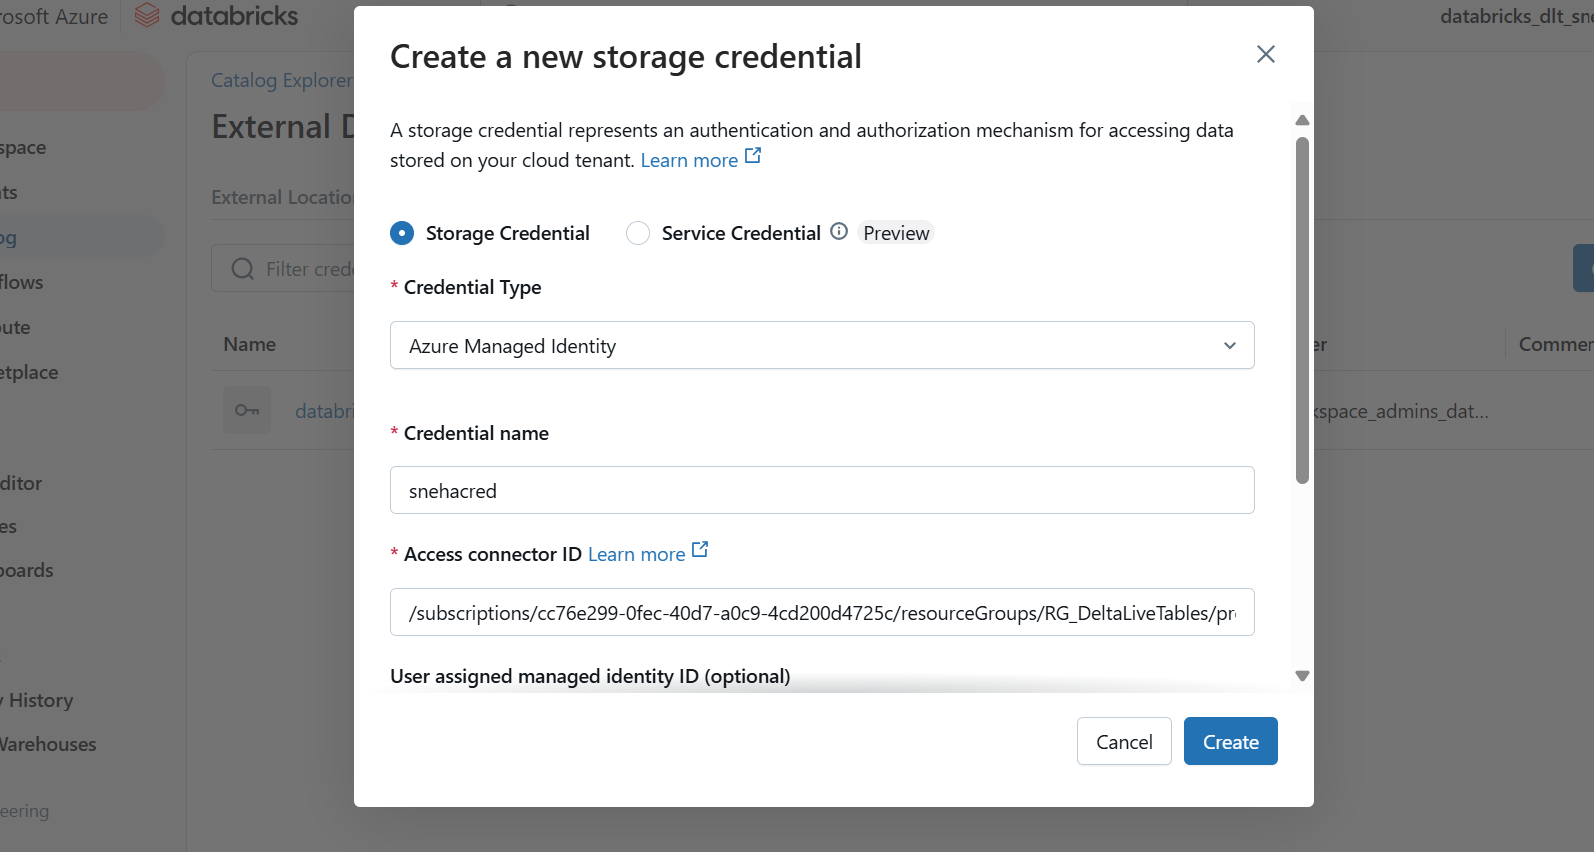 rosoft Azure
databricks
databricks_dlt_sne
Catalog Explorer
External D
External Locatio
Filter crede
Name
er
Commer
databri
kspace_admins_dat...
space
ts
og
flows
ute
etplace
ditor
es
boards
y History
Warehouses
eering
Create a new storage credential
A storage credential represents an authentication and authorization mechanism for accessing data
stored on your cloud tenant. Learn more
Storage Credential
Service Credential
Preview
* Credential Type
Azure Managed Identity
* Credential name
snehacred
* Access connector ID Learn more
/subscriptions/cc76e299-0fec-40d7-a0c9-4cd200d4725c/resourceGroups/RG_DeltaLiveTables/pr
User assigned managed identity ID (optional)
Cancel
Create